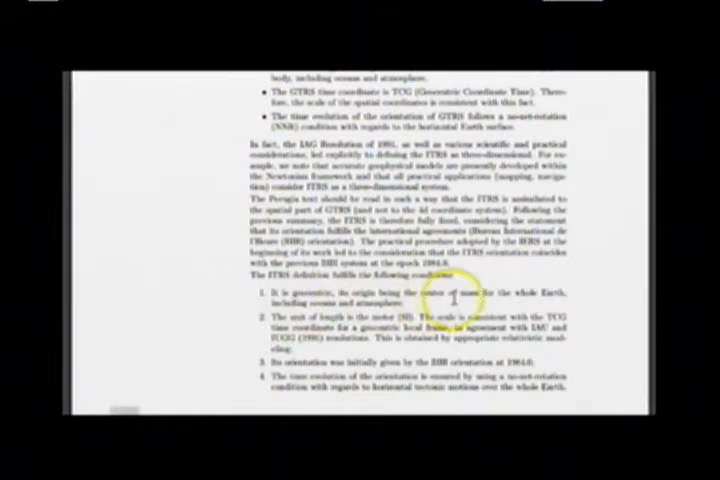 body, including oceans and atmosphere.
• The GTRS time coordinate is TCG (Geocentric Coordinate Time). There-
fore, the scale of the spatial coordinates is consistent with this fact.
• The time evolution of the orientation of GTRS follows a no-net-rotation
(NNR) condition with regards to the horizontal Earth surface.
In fact, the IAG Resolution of 1991, as well as various scientific and practical
considerations, led explicitly to defining the ITRS as three-dimensional. For ex-
ample, we note that accurate geophysical models are presently developed within
the Newtonian framework and that all practical applications (mapping, naviga-
tion) consider ITRS as a three-dimensional system.
The Perugia text should be read in such a way that the ITRS is assimilated to
the spatial part of GTRS (and not to the 4d coordinate system). Following the
previous summary, the ITRS is therefore fully fixed, considering the statement
that its orientation fulfills the international agreements (Bureau International de
l'Heure (BIH) orientation). The practical procedure adopted by the IERS at the
beginning of its work led to the consideration that the ITRS orientation coincides
with the previous BIH system at the epoch 1984.0.
The ITRS definition fulfills the following conditions:
1. It is geocentric, its origin being the center of mass for the whole Earth,
including oceans and atmosphere;
2. The unit of length is the meter (SI). The scale is consistent with the TCG
time coordinate for a geocentric local frame, in agreement with IAU and
IUGG (1991) resolutions. This is obtained by appropriate relativistic mod-
eling;
3. Its orientation was initially given by the BIH orientation at 1984.0;
4. The time evolution of the orientation is ensured by using a no-net-rotation
condition with regards to horizontal tectonic motions over the whole Earth.